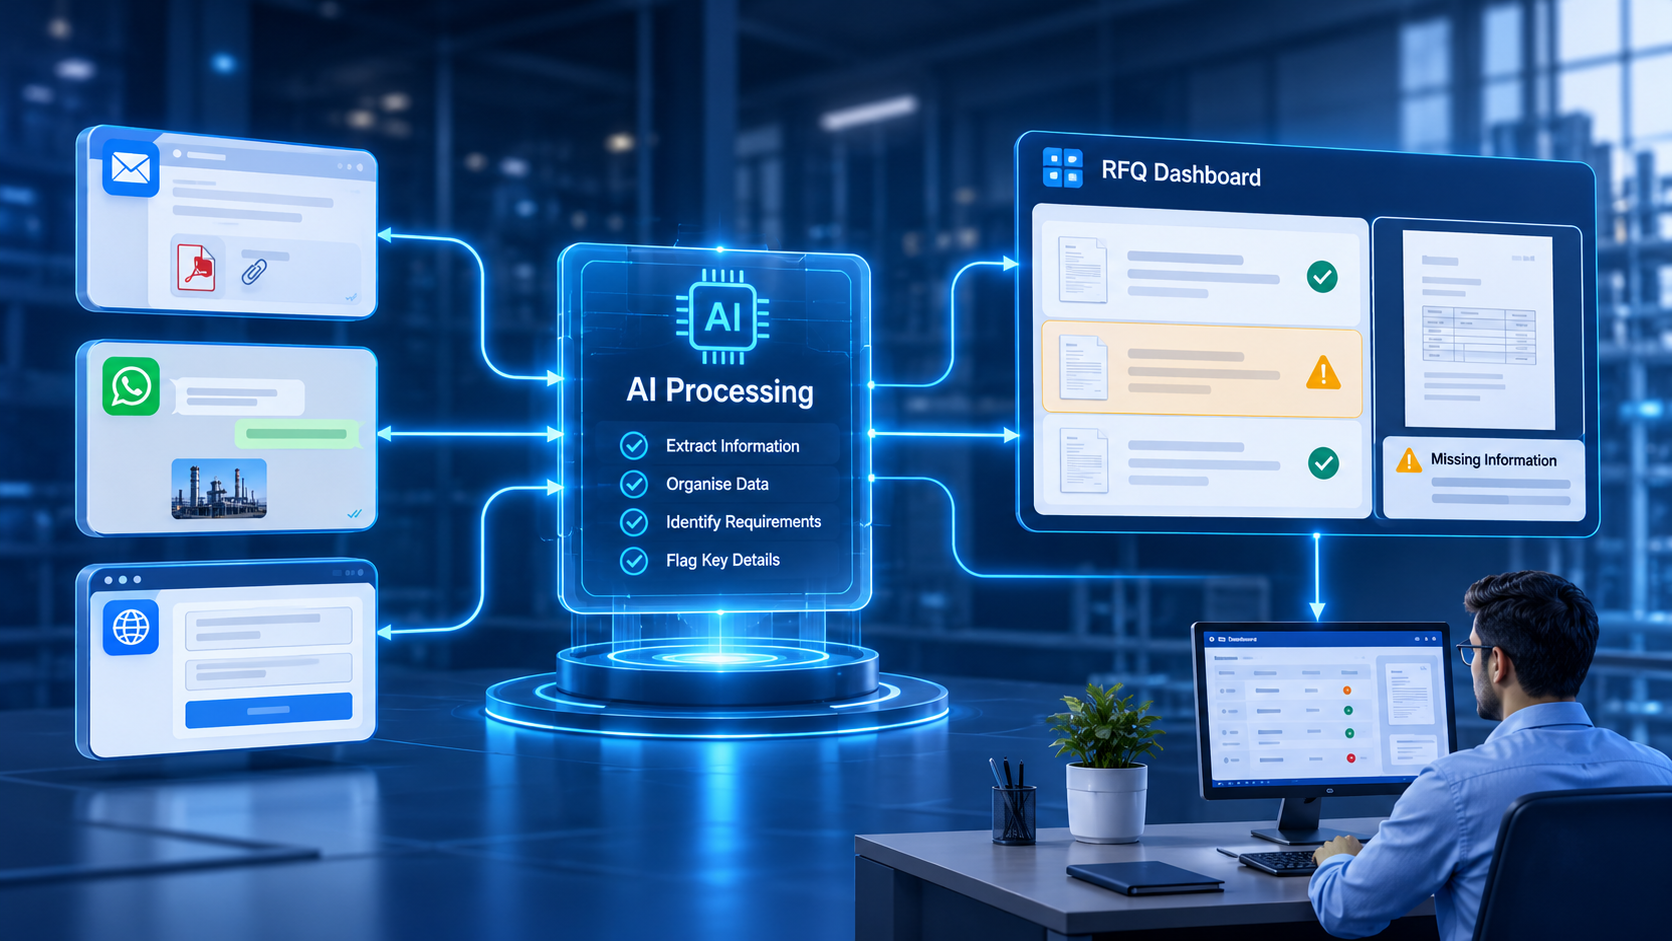 RFQ Dashboard
AI
AI Processing
Extract Information
Organise Data
Identify Requirements
Flag Key Details
Missing Information
Dashboard